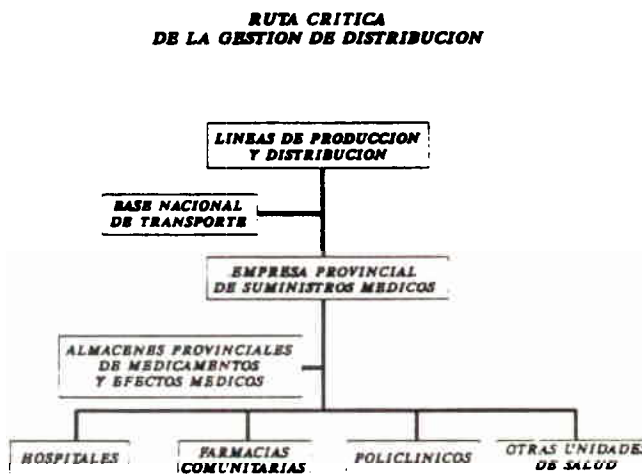 RUTA CRITICA
DE LA GESTION DE DISTRIBUCION
LINEAS DE PRODUCCION
Y DISTRIBUCION
BASE NACIONAL
DE TRANSPORTE
EMPRESA PROVINCIAL
DE SUMINISTROS MEDICOS
ALMACENES PROVINCIALES
DE MEDICAMENTOS
Y EFECTOS MEDICOS
HOSPITALES
FARMACIAS
COMUNITARIAS
POLICLINICOS
OTRAS UNIDADES
DE SALUD